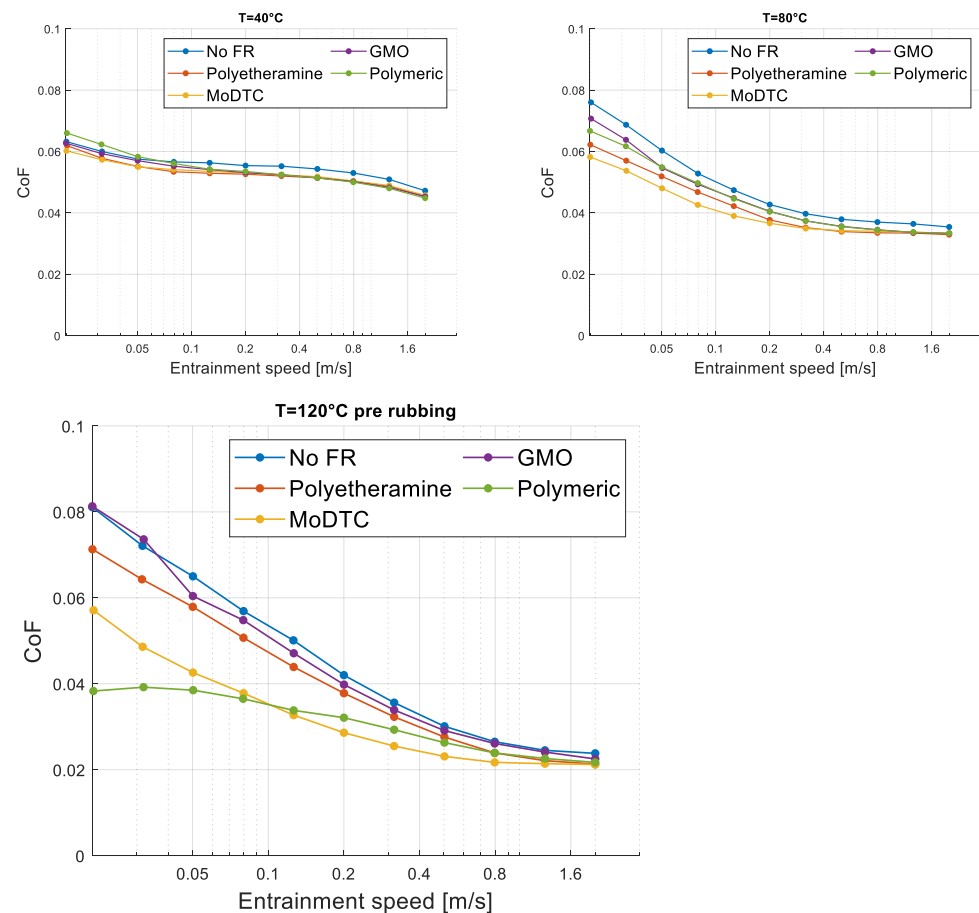 T=40°C
0.1
0.08
0.06
0.04
0.02
0
CoF
No FR
GMO
Polyetheramine
Polymeric
MoDTC
0.05 0.1 0.2 0.4 0.8 1.6
Entrainment speed [m/s]
T=80°C
0.1
0.08
0.06
0.04
0.02
0
CoF
No FR
GMO
Polyetheramine
Polymeric
MoDTC
0.05 0.1 0.2 0.4 0.8 1.6
Entrainment speed [m/s]
T=120°C pre rubbing
0.1
0.08
0.06
0.04
0.02
0
CoF
No FR
GMO
Polyetheramine
Polymeric
MoDTC
0.05 0.1 0.2 0.4 0.8 1.6
Entrainment speed [m/s]